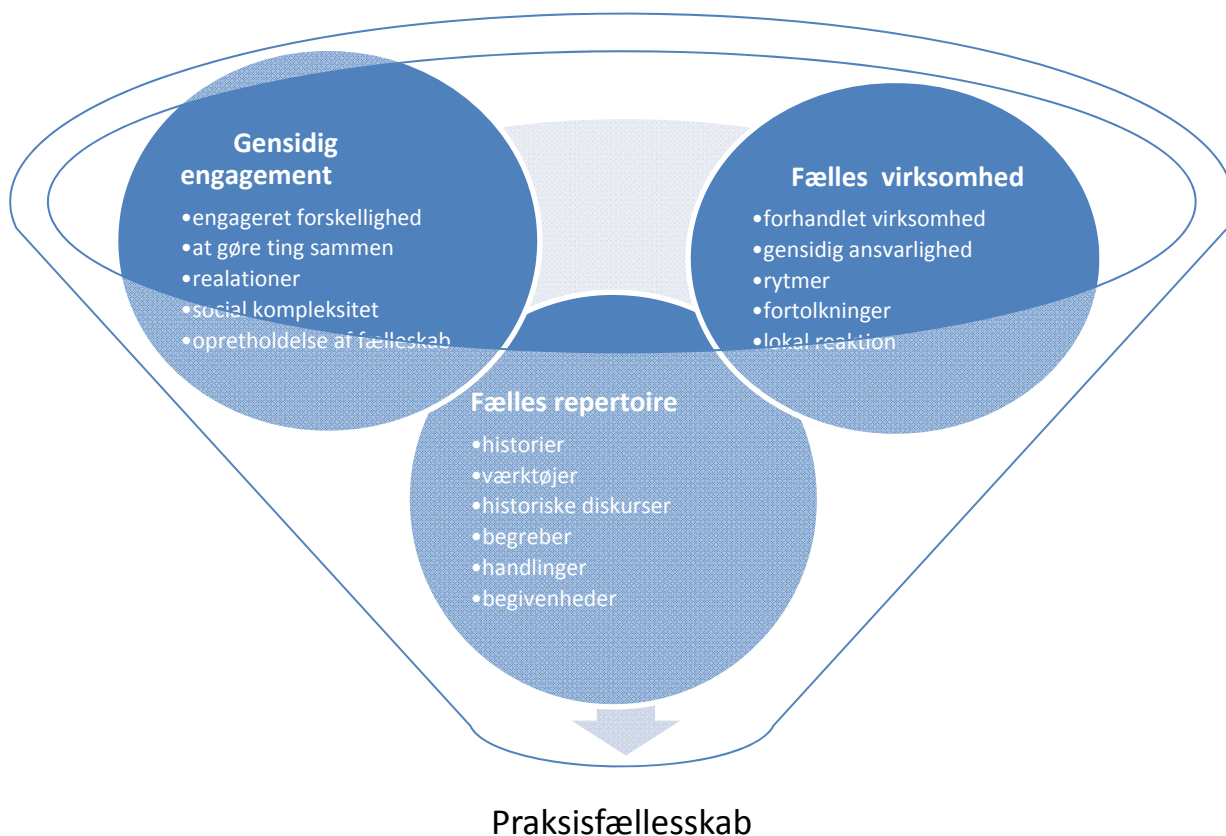 Gensidig
engagement
•engageret forskellighed
•at gøre ting sammen
•realationer
•social kompleksitet
•opretholdelse af fælleskab
Fælles virksomhed
•forhandlet virksomhed
•gensidig ansvarlighed
•rytmer
•fortolkninger
•lokal reaktion
Fælles repertoire
•historier
•værktøjer
•historiske diskurser
•begreber
•handlinger
•begivenheder
Praksisfællesskab